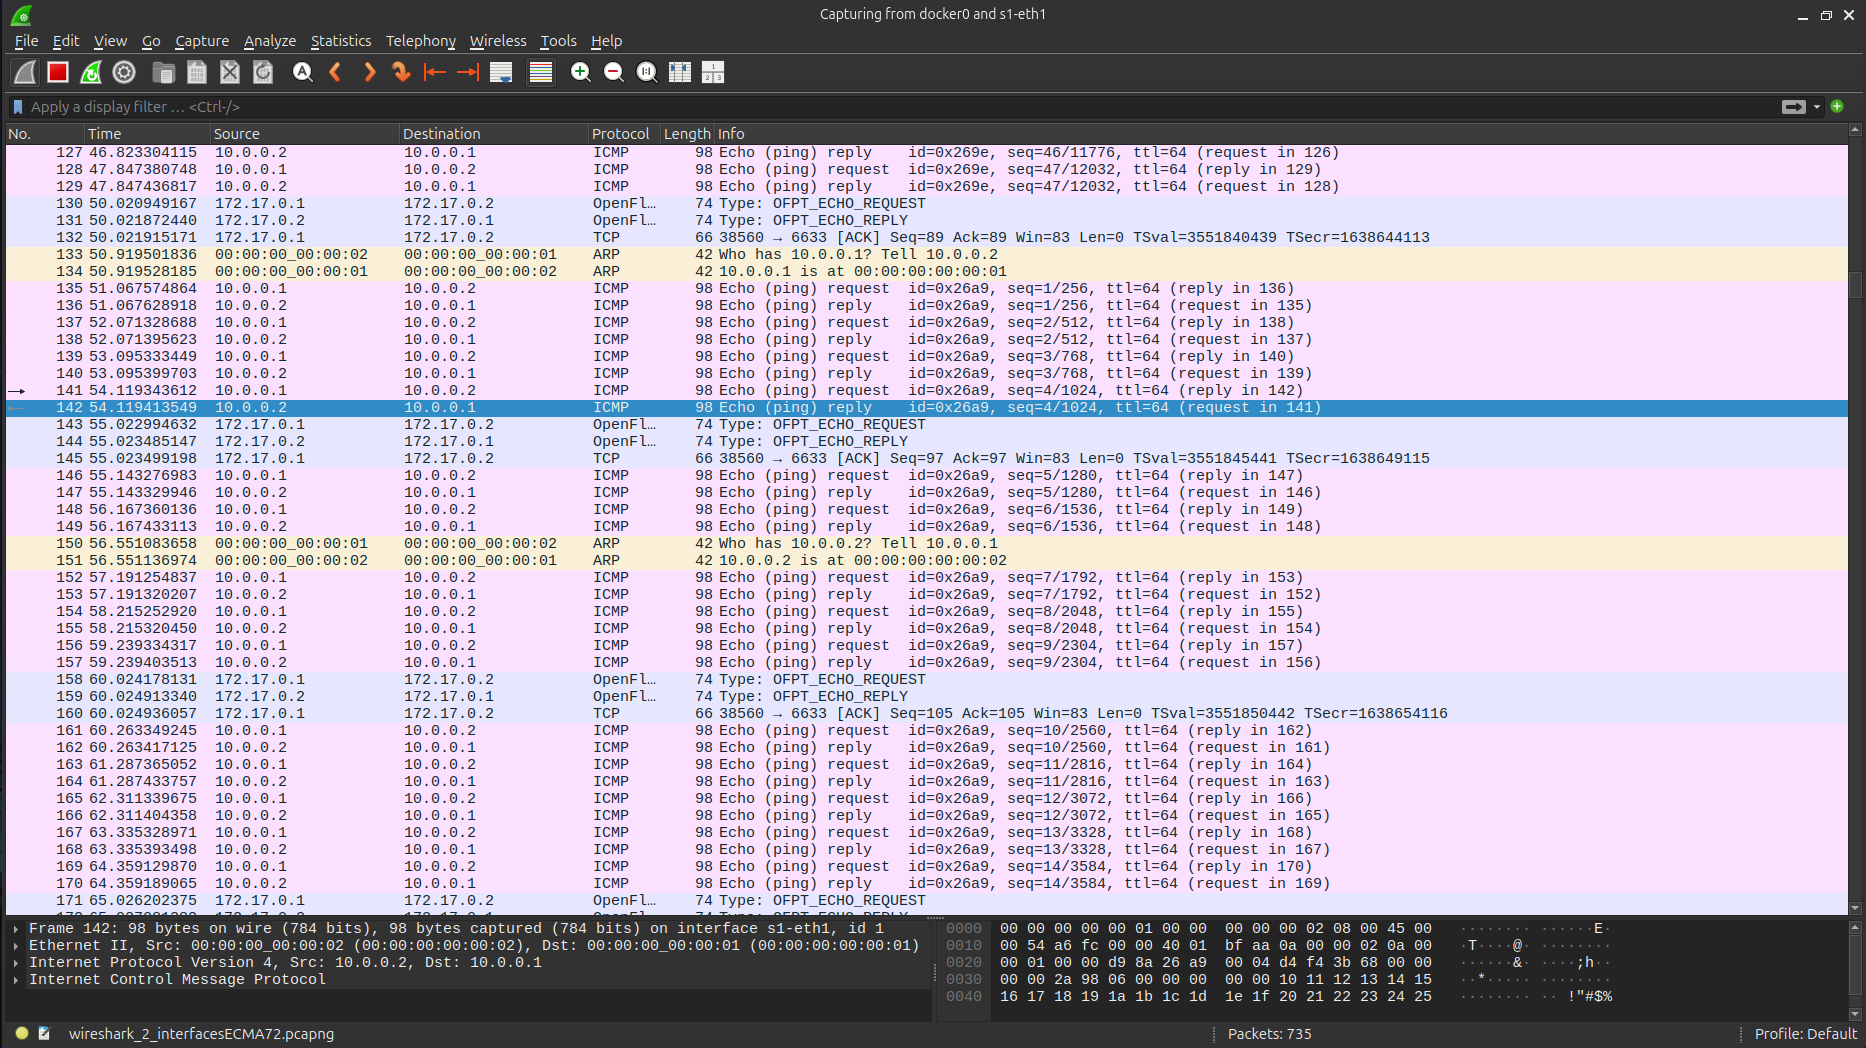 Capturing from docker0 and s1-eth1
File Edit View Go Capture Analyze Statistics Telephony Wireless Tools Help
Apply a display filter … <Ctrl-/>
No. Time Source Destination Protocol Length Info
127 46.823304115 10.0.0.2 10.0.0.1 ICMP 98 Echo (ping) reply id=0x269e, seq=46/11776, ttl=64 (request in 126)
128 47.847380748 10.0.0.1 10.0.0.2 ICMP 98 Echo (ping) request id=0x269e, seq=47/12032, ttl=64 (reply in 129)
129 47.847436817 10.0.0.2 10.0.0.1 ICMP 98 Echo (ping) reply id=0x269e, seq=47/12032, ttl=64 (request in 128)
130 50.020949167 172.17.0.1 172.17.0.2 OpenFl… 74 Type: OFPT_ECHO_REQUEST
131 50.021872440 172.17.0.2 172.17.0.1 OpenFl… 74 Type: OFPT_ECHO_REPLY
132 50.021915171 172.17.0.1 172.17.0.2 TCP 66 38560 → 6633 [ACK] Seq=89 Ack=89 Win=83 Len=0 TSval=3551840439 TSecr=1638644113
133 50.919501836 00:00:00_00:00:02 00:00:00_00:00:01 ARP 42 Who has 10.0.0.1? Tell 10.0.0.2
134 50.919528185 00:00:00_00:00:01 00:00:00_00:00:02 ARP 42 10.0.0.1 is at 00:00:00:00:00:01
135 51.067574864 10.0.0.1 10.0.0.2 ICMP 98 Echo (ping) request id=0x26a9, seq=1/256, ttl=64 (reply in 136)
136 51.067628918 10.0.0.2 10.0.0.1 ICMP 98 Echo (ping) reply id=0x26a9, seq=1/256, ttl=64 (request in 135)
137 52.071328688 10.0.0.1 10.0.0.2 ICMP 98 Echo (ping) request id=0x26a9, seq=2/512, ttl=64 (reply in 138)
138 52.071395623 10.0.0.2 10.0.0.1 ICMP 98 Echo (ping) reply id=0x26a9, seq=2/512, ttl=64 (request in 137)
139 53.095333449 10.0.0.1 10.0.0.2 ICMP 98 Echo (ping) request id=0x26a9, seq=3/768, ttl=64 (reply in 140)
140 53.095399703 10.0.0.2 10.0.0.1 ICMP 98 Echo (ping) reply id=0x26a9, seq=3/768, ttl=64 (request in 139)
141 54.119343612 10.0.0.1 10.0.0.2 ICMP 98 Echo (ping) request id=0x26a9, seq=4/1024, ttl=64 (reply in 142)
142 54.119413549 10.0.0.2 10.0.0.1 ICMP 98 Echo (ping) reply id=0x26a9, seq=4/1024, ttl=64 (request in 141)
143 55.022994632 172.17.0.1 172.17.0.2 OpenFl… 74 Type: OFPT_ECHO_REQUEST
144 55.023485147 172.17.0.2 172.17.0.1 OpenFl… 74 Type: OFPT_ECHO_REPLY
145 55.023499198 172.17.0.1 172.17.0.2 TCP 66 38560 → 6633 [ACK] Seq=97 Ack=97 Win=83 Len=0 TSval=3551845441 TSecr=1638649115
146 55.143276983 10.0.0.1 10.0.0.2 ICMP 98 Echo (ping) request id=0x26a9, seq=5/1280, ttl=64 (reply in 147)
147 55.143329946 10.0.0.2 10.0.0.1 ICMP 98 Echo (ping) reply id=0x26a9, seq=5/1280, ttl=64 (request in 146)
148 56.167360136 10.0.0.1 10.0.0.2 ICMP 98 Echo (ping) request id=0x26a9, seq=6/1536, ttl=64 (reply in 149)
149 56.167433113 10.0.0.2 10.0.0.1 ICMP 98 Echo (ping) reply id=0x26a9, seq=6/1536, ttl=64 (request in 148)
150 56.551083658 00:00:00_00:00:01 00:00:00_00:00:02 ARP 42 Who has 10.0.0.2? Tell 10.0.0.1
151 56.551136974 00:00:00_00:00:02 00:00:00_00:00:01 ARP 42 10.0.0.2 is at 00:00:00:00:00:02
152 57.191254837 10.0.0.1 10.0.0.2 ICMP 98 Echo (ping) request id=0x26a9, seq=7/1792, ttl=64 (reply in 153)
153 57.191320207 10.0.0.2 10.0.0.1 ICMP 98 Echo (ping) reply id=0x26a9, seq=7/1792, ttl=64 (request in 152)
154 58.215252920 10.0.0.1 10.0.0.2 ICMP 98 Echo (ping) request id=0x26a9, seq=8/2048, ttl=64 (reply in 155)
155 58.215320450 10.0.0.2 10.0.0.1 ICMP 98 Echo (ping) reply id=0x26a9, seq=8/2048, ttl=64 (request in 154)
156 59.239334317 10.0.0.1 10.0.0.2 ICMP 98 Echo (ping) request id=0x26a9, seq=9/2304, ttl=64 (reply in 157)
157 59.239403513 10.0.0.2 10.0.0.1 ICMP 98 Echo (ping) reply id=0x26a9, seq=9/2304, ttl=64 (request in 156)
158 60.024178131 172.17.0.1 172.17.0.2 OpenFl… 74 Type: OFPT_ECHO_REQUEST
159 60.024913340 172.17.0.2 172.17.0.1 OpenFl… 74 Type: OFPT_ECHO_REPLY
160 60.024936057 172.17.0.1 172.17.0.2 TCP 66 38560 → 6633 [ACK] Seq=105 Ack=105 Win=83 Len=0 TSval=3551850442 TSecr=1638654116
161 60.263349245 10.0.0.1 10.0.0.2 ICMP 98 Echo (ping) request id=0x26a9, seq=10/2560, ttl=64 (reply in 162)
162 60.263417125 10.0.0.2 10.0.0.1 ICMP 98 Echo (ping) reply id=0x26a9, seq=10/2560, ttl=64 (request in 161)
163 61.287365052 10.0.0.1 10.0.0.2 ICMP 98 Echo (ping) request id=0x26a9, seq=11/2816, ttl=64 (reply in 164)
164 61.287433757 10.0.0.2 10.0.0.1 ICMP 98 Echo (ping) reply id=0x26a9, seq=11/2816, ttl=64 (request in 163)
165 62.311339675 10.0.0.1 10.0.0.2 ICMP 98 Echo (ping) request id=0x26a9, seq=12/3072, ttl=64 (reply in 166)
166 62.311404358 10.0.0.2 10.0.0.1 ICMP 98 Echo (ping) reply id=0x26a9, seq=12/3072, ttl=64 (request in 165)
167 63.335328971 10.0.0.1 10.0.0.2 ICMP 98 Echo (ping) request id=0x26a9, seq=13/3328, ttl=64 (reply in 168)
168 63.335393498 10.0.0.2 10.0.0.1 ICMP 98 Echo (ping) reply id=0x26a9, seq=13/3328, ttl=64 (request in 167)
169 64.359129870 10.0.0.1 10.0.0.2 ICMP 98 Echo (ping) request id=0x26a9, seq=14/3584, ttl=64 (reply in 170)
170 64.359189065 10.0.0.2 10.0.0.1 ICMP 98 Echo (ping) reply id=0x26a9, seq=14/3584, ttl=64 (request in 169)
171 65.026202375 172.17.0.1 172.17.0.2 OpenFl… 74 Type: OFPT_ECHO_REQUEST
Frame 142: 98 bytes on wire (784 bits), 98 bytes captured (784 bits) on interface s1-eth1, id 1
Ethernet II, Src: 00:00:00_00:00:02 (00:00:00:00:00:02), Dst: 00:00:00_00:00:01 (00:00:00:00:00:01)
Internet Protocol Version 4, Src: 10.0.0.2, Dst: 10.0.0.1
Internet Control Message Protocol
0000 00 00 00 00 00 01 00 00 00 00 00 02 08 00 45 00 ········ ······E·
0010 00 54 a6 fc 00 00 40 01 bf aa 0a 00 00 02 0a 00 ·T····@· ········
0020 00 01 00 00 d9 8a 26 a9 00 04 d4 f4 3b 68 00 00 ······&· ····;h··
0030 00 00 2a 98 06 00 00 00 00 00 10 11 12 13 14 15 ··*····· ········
0040 16 17 18 19 1a 1b 1c 1d 1e 1f 20 21 22 23 24 25 ········ ·· !"#$%
wireshark_2_interfacesECMA72.pcapng
Packets: 735
Profile: Default